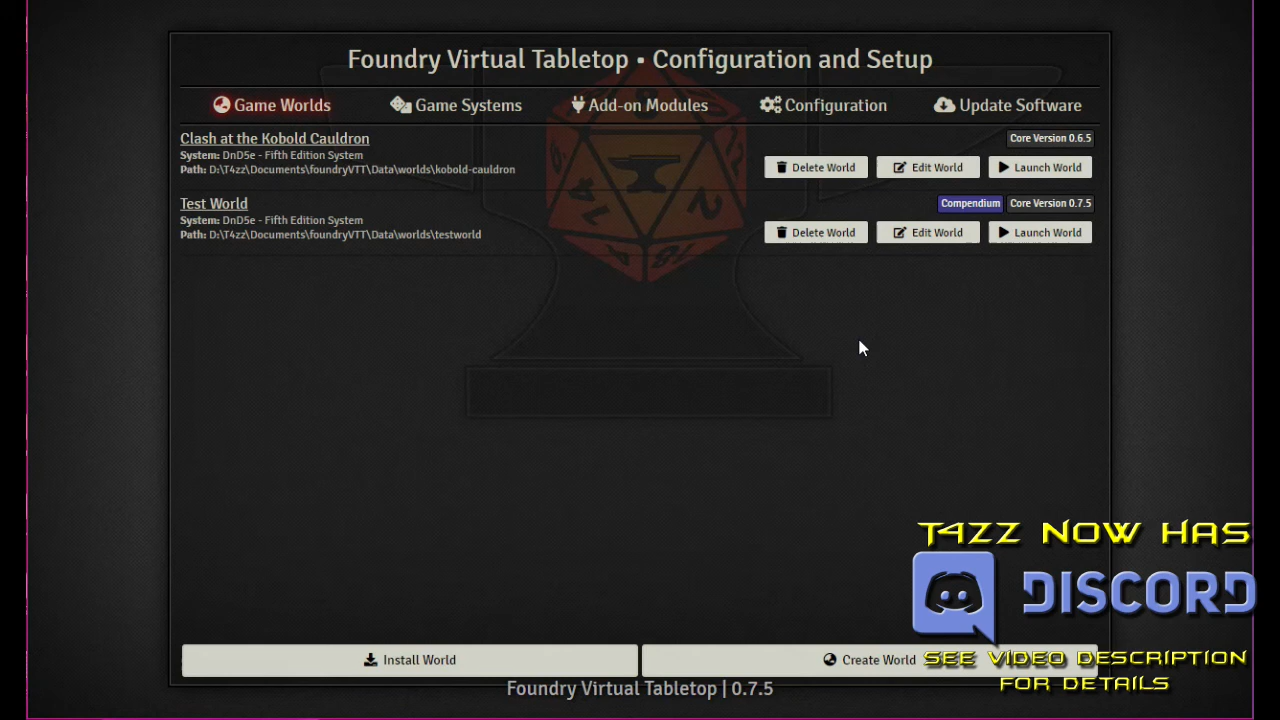 Foundry Virtual Tabletop • Configuration and Setup
Game Worlds
Game Systems
Add-on Modules
Configuration
Update Software
Clash at the Kobold Cauldron
Core Version 0.6.5
System: DnD5e - Fifth Edition System
Path: D:\T4zz\Documents\foundryVTT\Data\worlds\kobold-cauldron
Delete World
Edit World
Launch World
Test World
Compendium
Core Version 0.7.5
System: DnD5e - Fifth Edition System
Path: D:\T4zz\Documents\foundryVTT\Data\worlds\testworld
Delete World
Edit World
Launch World
T4ZZ NOW HAS
DISCORD
SEE VIDEO DESCRIPTION
FOR DETAILS
Install World
Create World
Foundry Virtual Tabletop | 0.7.5